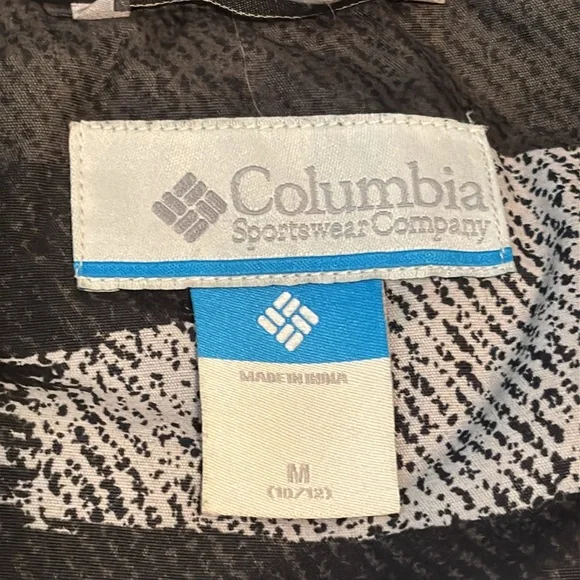 Columbia
Sportswear Company
MADE IN INDIA
M
(10/12)